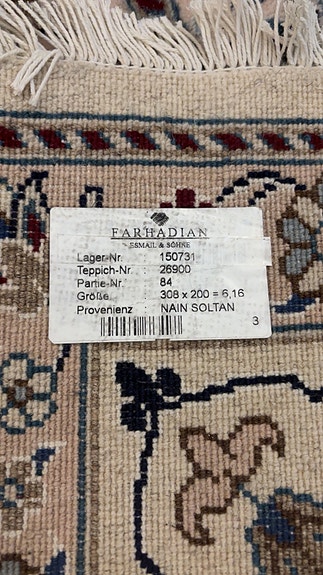 FARHADIAN
ESMAIL & SÖHNE
Lager-Nr. : 150731
Teppich-Nr. : 26900
Partie-Nr. : 84
Größe : 308 x 200 = 6,16
Provenienz : NAIN SOLTAN
3